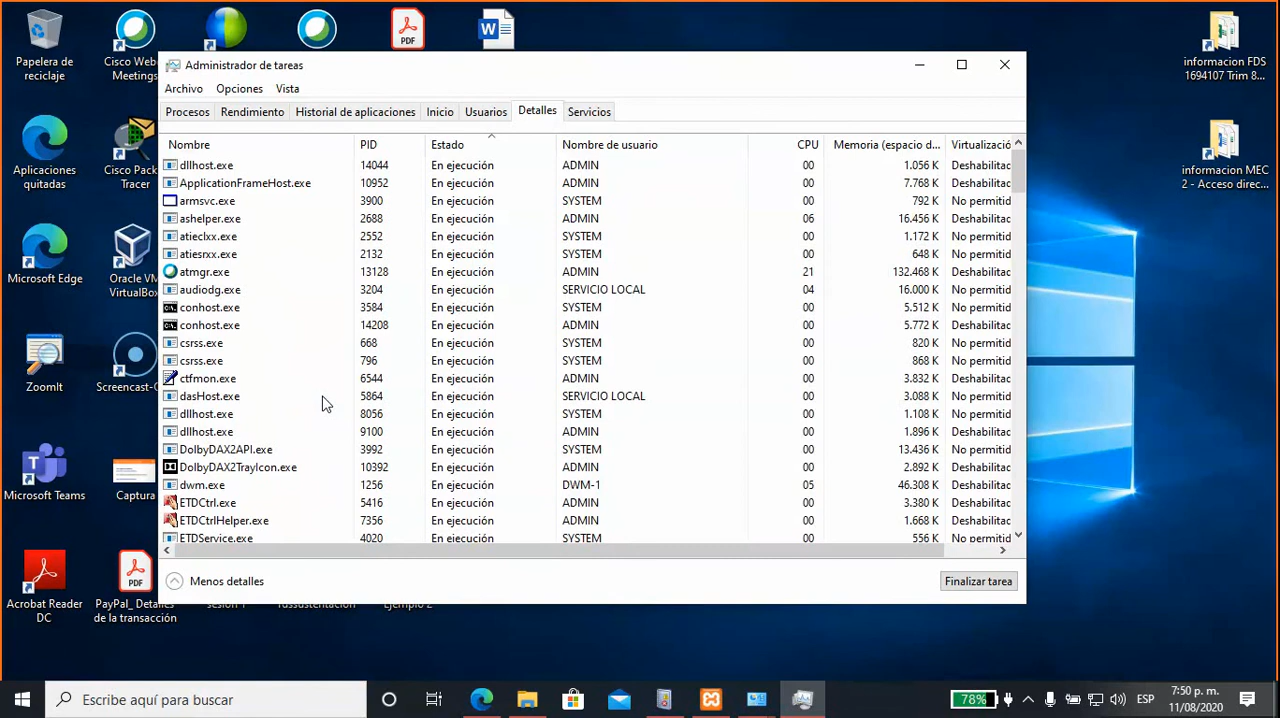 Papelera de
reciclaje
Cisco Web
Meetings
PDF
informacion FDS
1694107 Trim 8...
Aplicaciones
quitadas
Cisco Pack
Tracer
informacion MEC
2 - Acceso direc...
Microsoft Edge
Oracle VM
VirtualBox
ZoomIt
Screencast-O
Microsoft Teams
Captura
Acrobat Reader
DC
PDF
PayPal_ Detalles
de la transacción
Ejemplo 2
Administrador de tareas
Archivo Opciones Vista
Procesos Rendimiento Historial de aplicaciones Inicio Usuarios Detalles Servicios
Nombre PID Estado Nombre de usuario CPU Memoria (espacio d... Virtualizació
dllhost.exe 14044 En ejecución ADMIN 00 1.056 K Deshabilitac
ApplicationFrameHost.exe 10952 En ejecución ADMIN 00 7.768 K Deshabilitac
armsvc.exe 3900 En ejecución SYSTEM 00 792 K No permitid
ashelper.exe 2688 En ejecución ADMIN 06 16.456 K Deshabilitac
atieclxx.exe 2552 En ejecución SYSTEM 00 1.172 K No permitid
atiesrxx.exe 2132 En ejecución SYSTEM 00 648 K No permitid
atmgr.exe 13128 En ejecución ADMIN 21 132.468 K Deshabilitac
audiodg.exe 3204 En ejecución SERVICIO LOCAL 04 16.000 K No permitid
conhost.exe 3584 En ejecución SYSTEM 00 5.512 K No permitid
conhost.exe 14208 En ejecución ADMIN 00 5.772 K Deshabilitac
csrss.exe 668 En ejecución SYSTEM 00 820 K No permitid
csrss.exe 796 En ejecución SYSTEM 00 868 K No permitid
ctfmon.exe 6544 En ejecución ADMIN 00 3.832 K Deshabilitac
dasHost.exe 5864 En ejecución SERVICIO LOCAL 00 3.088 K No permitid
dllhost.exe 8056 En ejecución SYSTEM 00 1.108 K No permitid
dllhost.exe 9100 En ejecución ADMIN 00 1.896 K Deshabilitac
DolbyDAX2API.exe 3992 En ejecución SYSTEM 00 13.436 K No permitid
DolbyDAX2TrayIcon.exe 10392 En ejecución ADMIN 00 2.892 K Deshabilitac
dwm.exe 1256 En ejecución DWM-1 05 46.308 K Deshabilitac
ETDCtrl.exe 5416 En ejecución ADMIN 00 3.380 K Deshabilitac
ETDCtrlHelper.exe 7356 En ejecución ADMIN 00 1.668 K Deshabilitac
ETDService.exe 4020 En ejecución SYSTEM 00 556 K No permitid
Menos detalles Finalizar tarea
Escribe aquí para buscar
78% ESP 7:50 p. m.
11/08/2020